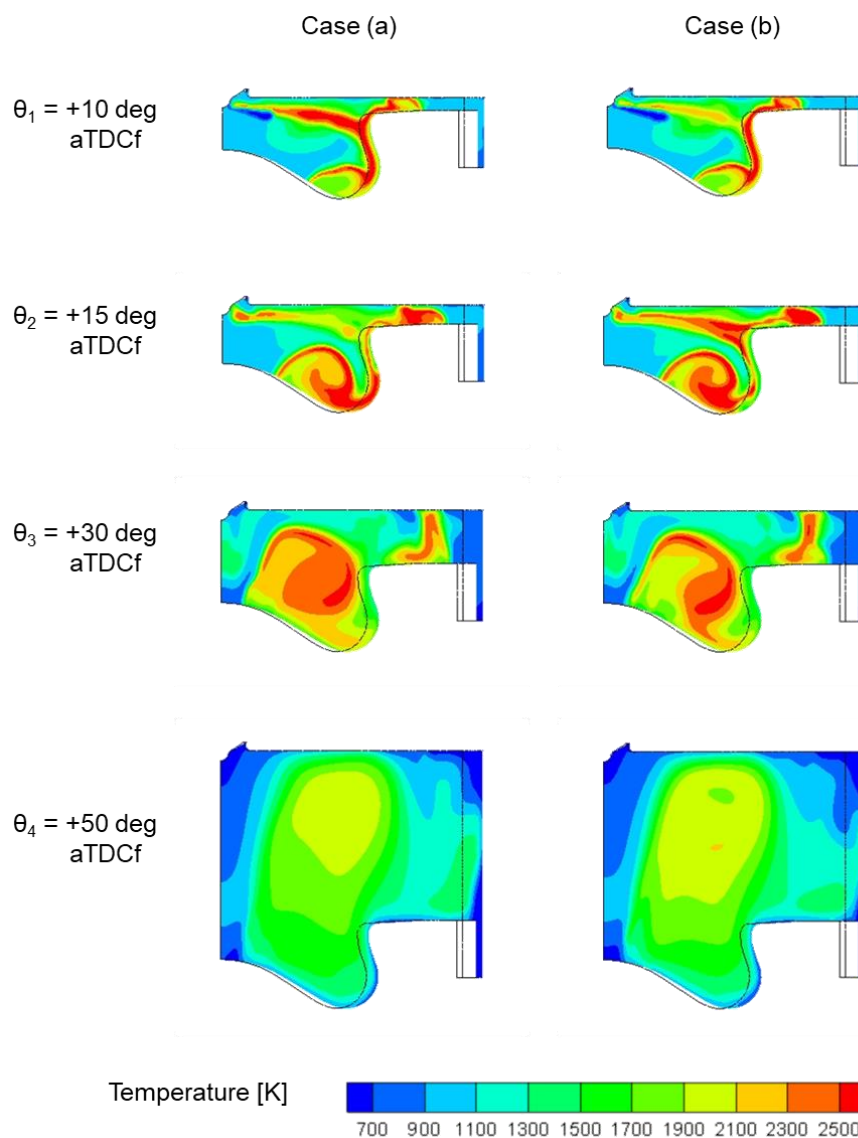 Case (a) Case (b)
θ₁ = +10 deg
aTDCf
θ₂ = +15 deg
aTDCf
θ₃ = +30 deg
aTDCf
θ₄ = +50 deg
aTDCf
Temperature [K]
700 900 1100 1300 1500 1700 1900 2100 2300 2500